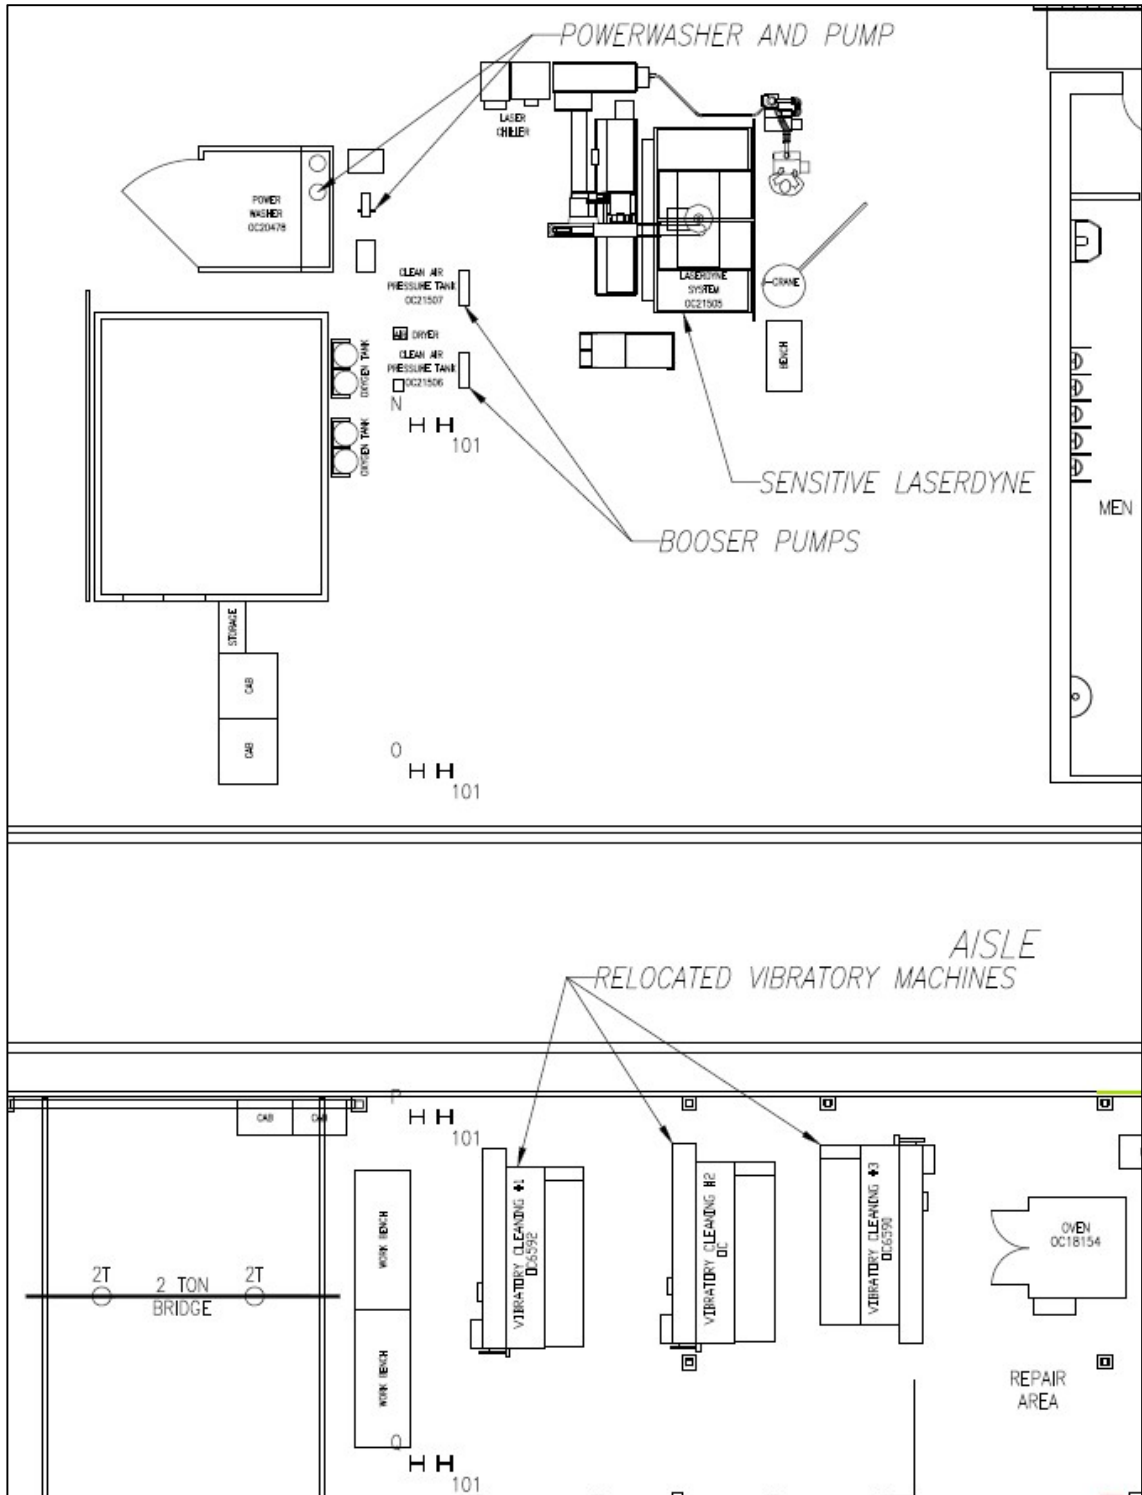 POWERWASHER AND PUMP
LASER
CHILLER
POWER
WASHER
OC20478
CLEAN AIR
PRESSURE TANK
OC21507
LASERDYNE
SYSTEM
OC21505
CRANE
AIR DRYER
CLEAN AIR
PRESSURE TANK
OC21506
BENCH
OXYGEN TANK
OXYGEN TANK
N
101
SENSITIVE LASERDYNE
MEN
BOOSER PUMPS
STORAGE
CAB
CAB
O
101
AISLE
RELOCATED VIBRATORY MACHINES
P
CAB
CAB
101
VIBRATORY CLEANING #1
OC6592
VIBRATORY CLEANING #2
OC
VIBRATORY CLEANING #3
OC6590
WORK BENCH
OVEN
OC18154
2T
2 TON
BRIDGE
2T
WORK BENCH
REPAIR
AREA
Q
101